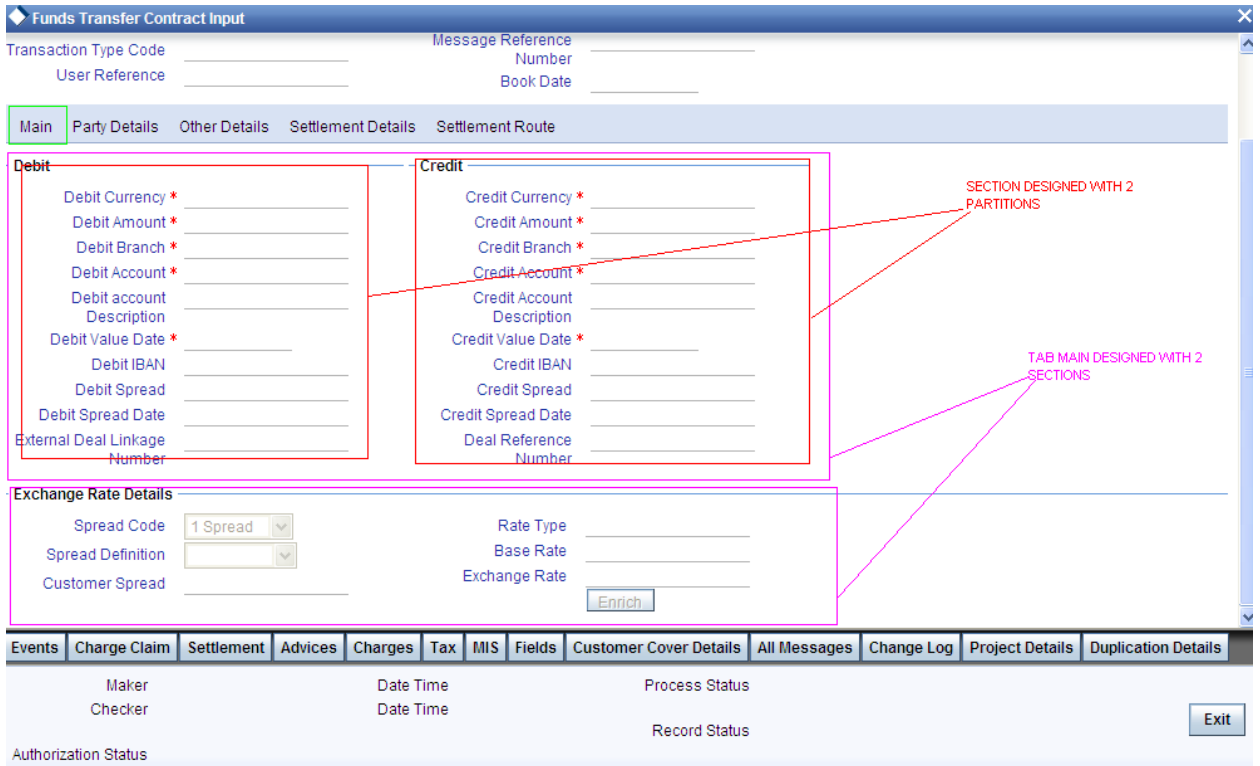 Funds Transfer Contract Input
Transaction Type Code
User Reference
Message Reference
Number
Book Date
Main Party Details Other Details Settlement Details Settlement Route
Debit
Debit Currency *
Debit Amount *
Debit Branch *
Debit Account *
Debit account
Description
Debit Value Date *
Debit IBAN
Debit Spread
Debit Spread Date
External Deal Linkage
Number
Credit
Credit Currency *
Credit Amount *
Credit Branch *
Credit Account *
Credit Account
Description
Credit Value Date *
Credit IBAN
Credit Spread
Credit Spread Date
Deal Reference
Number
SECTION DESIGNED WITH 2
PARTITIONS
TAB MAIN DESIGNED WITH 2
SECTIONS
Exchange Rate Details
Spread Code 1 Spread
Spread Definition
Customer Spread
Rate Type
Base Rate
Exchange Rate
Enrich
Events Charge Claim Settlement Advices Charges Tax MIS Fields Customer Cover Details All Messages Change Log Project Details Duplication Details
Maker Date Time Process Status
Checker Date Time
Record Status
Authorization Status
Exit